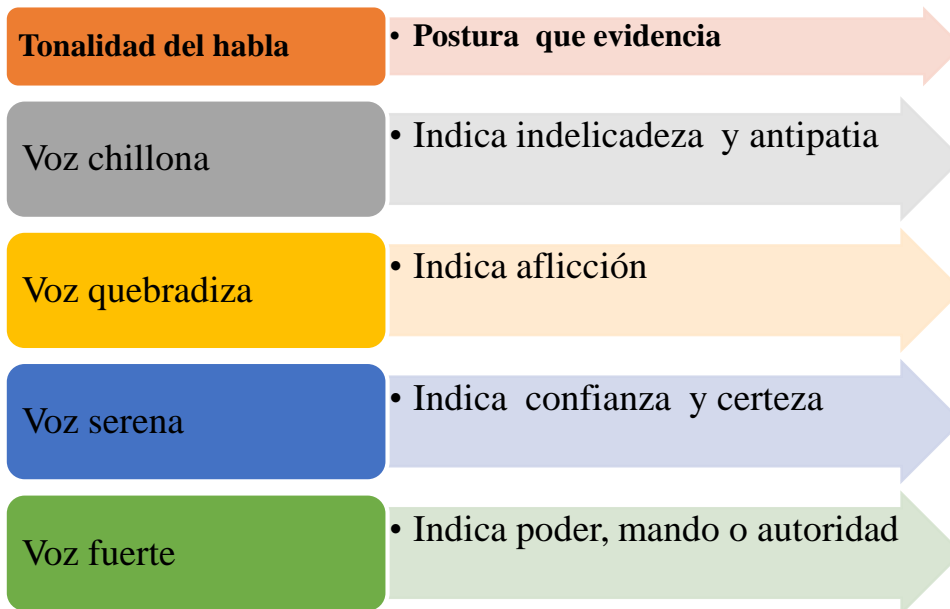 Tonalidad del habla
• Postura que evidencia
Voz chillona
• Indica indelicadeza y antipatia
Voz quebradiza
• Indica aflicción
Voz serena
• Indica confianza y certeza
Voz fuerte
• Indica poder, mando o autoridad